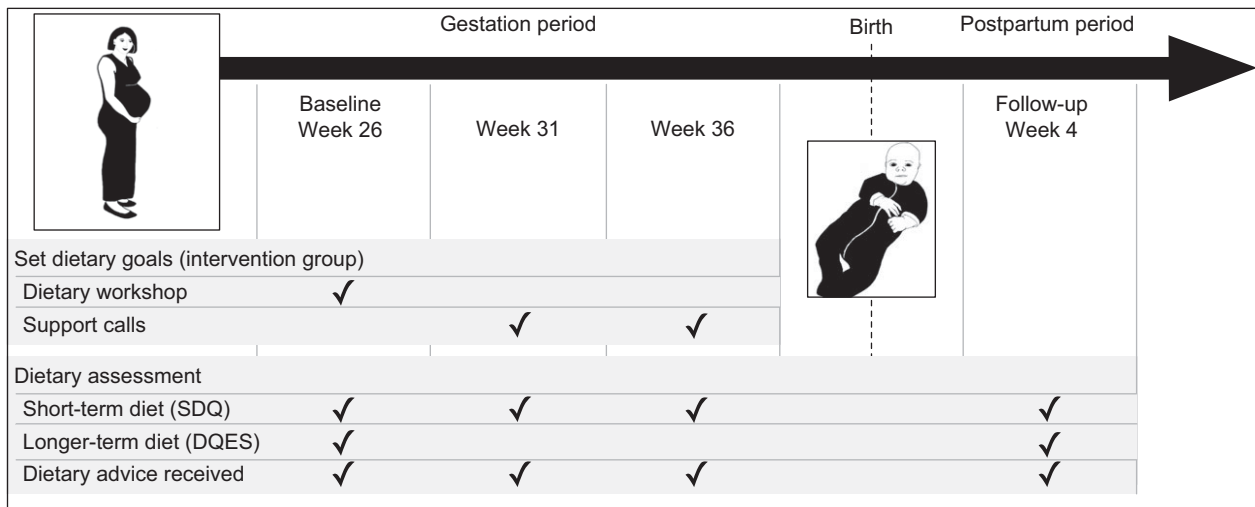 Gestation period
Birth
Postpartum period
Baseline
Week 26
Week 31
Week 36
Follow-up
Week 4
Set dietary goals (intervention group)
Dietary workshop ✓
Support calls ✓ ✓
Dietary assessment
Short-term diet (SDQ) ✓ ✓ ✓ ✓
Longer-term diet (DQES) ✓ ✓
Dietary advice received ✓ ✓ ✓ ✓